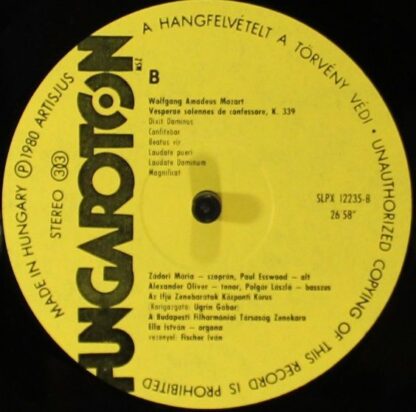 A HANGFELVÉTELT A TÖRVÉNY VÉDI • UNAUTHORIZED COPYING OF THIS RECORD IS PROHIBITED
MADE IN HUNGARY Ⓟ 1980 ARTISJUS
STEREO 33
HUNGAROTON
MSZ
B
Wolfgang Amadeus Mozart
Vesperae solennes de confessore, K. 339
Dixit Dominus
Confitebor
Beatus vir
Laudate pueri
Laudate Dominum
Magnificat
SLPX 12235-B
26'58"
Zádori Mária – szoprán, Paul Esswood – alt
Alexander Oliver – tenor, Polgár László – basszus
Az Ifjú Zenebarátok Központi Kórus
(Karigazgató: Ugrin Gábor)
A Budapesti Filharmóniai Társaság Zenekara
Ella István – orgona
vezényel: Fischer Iván